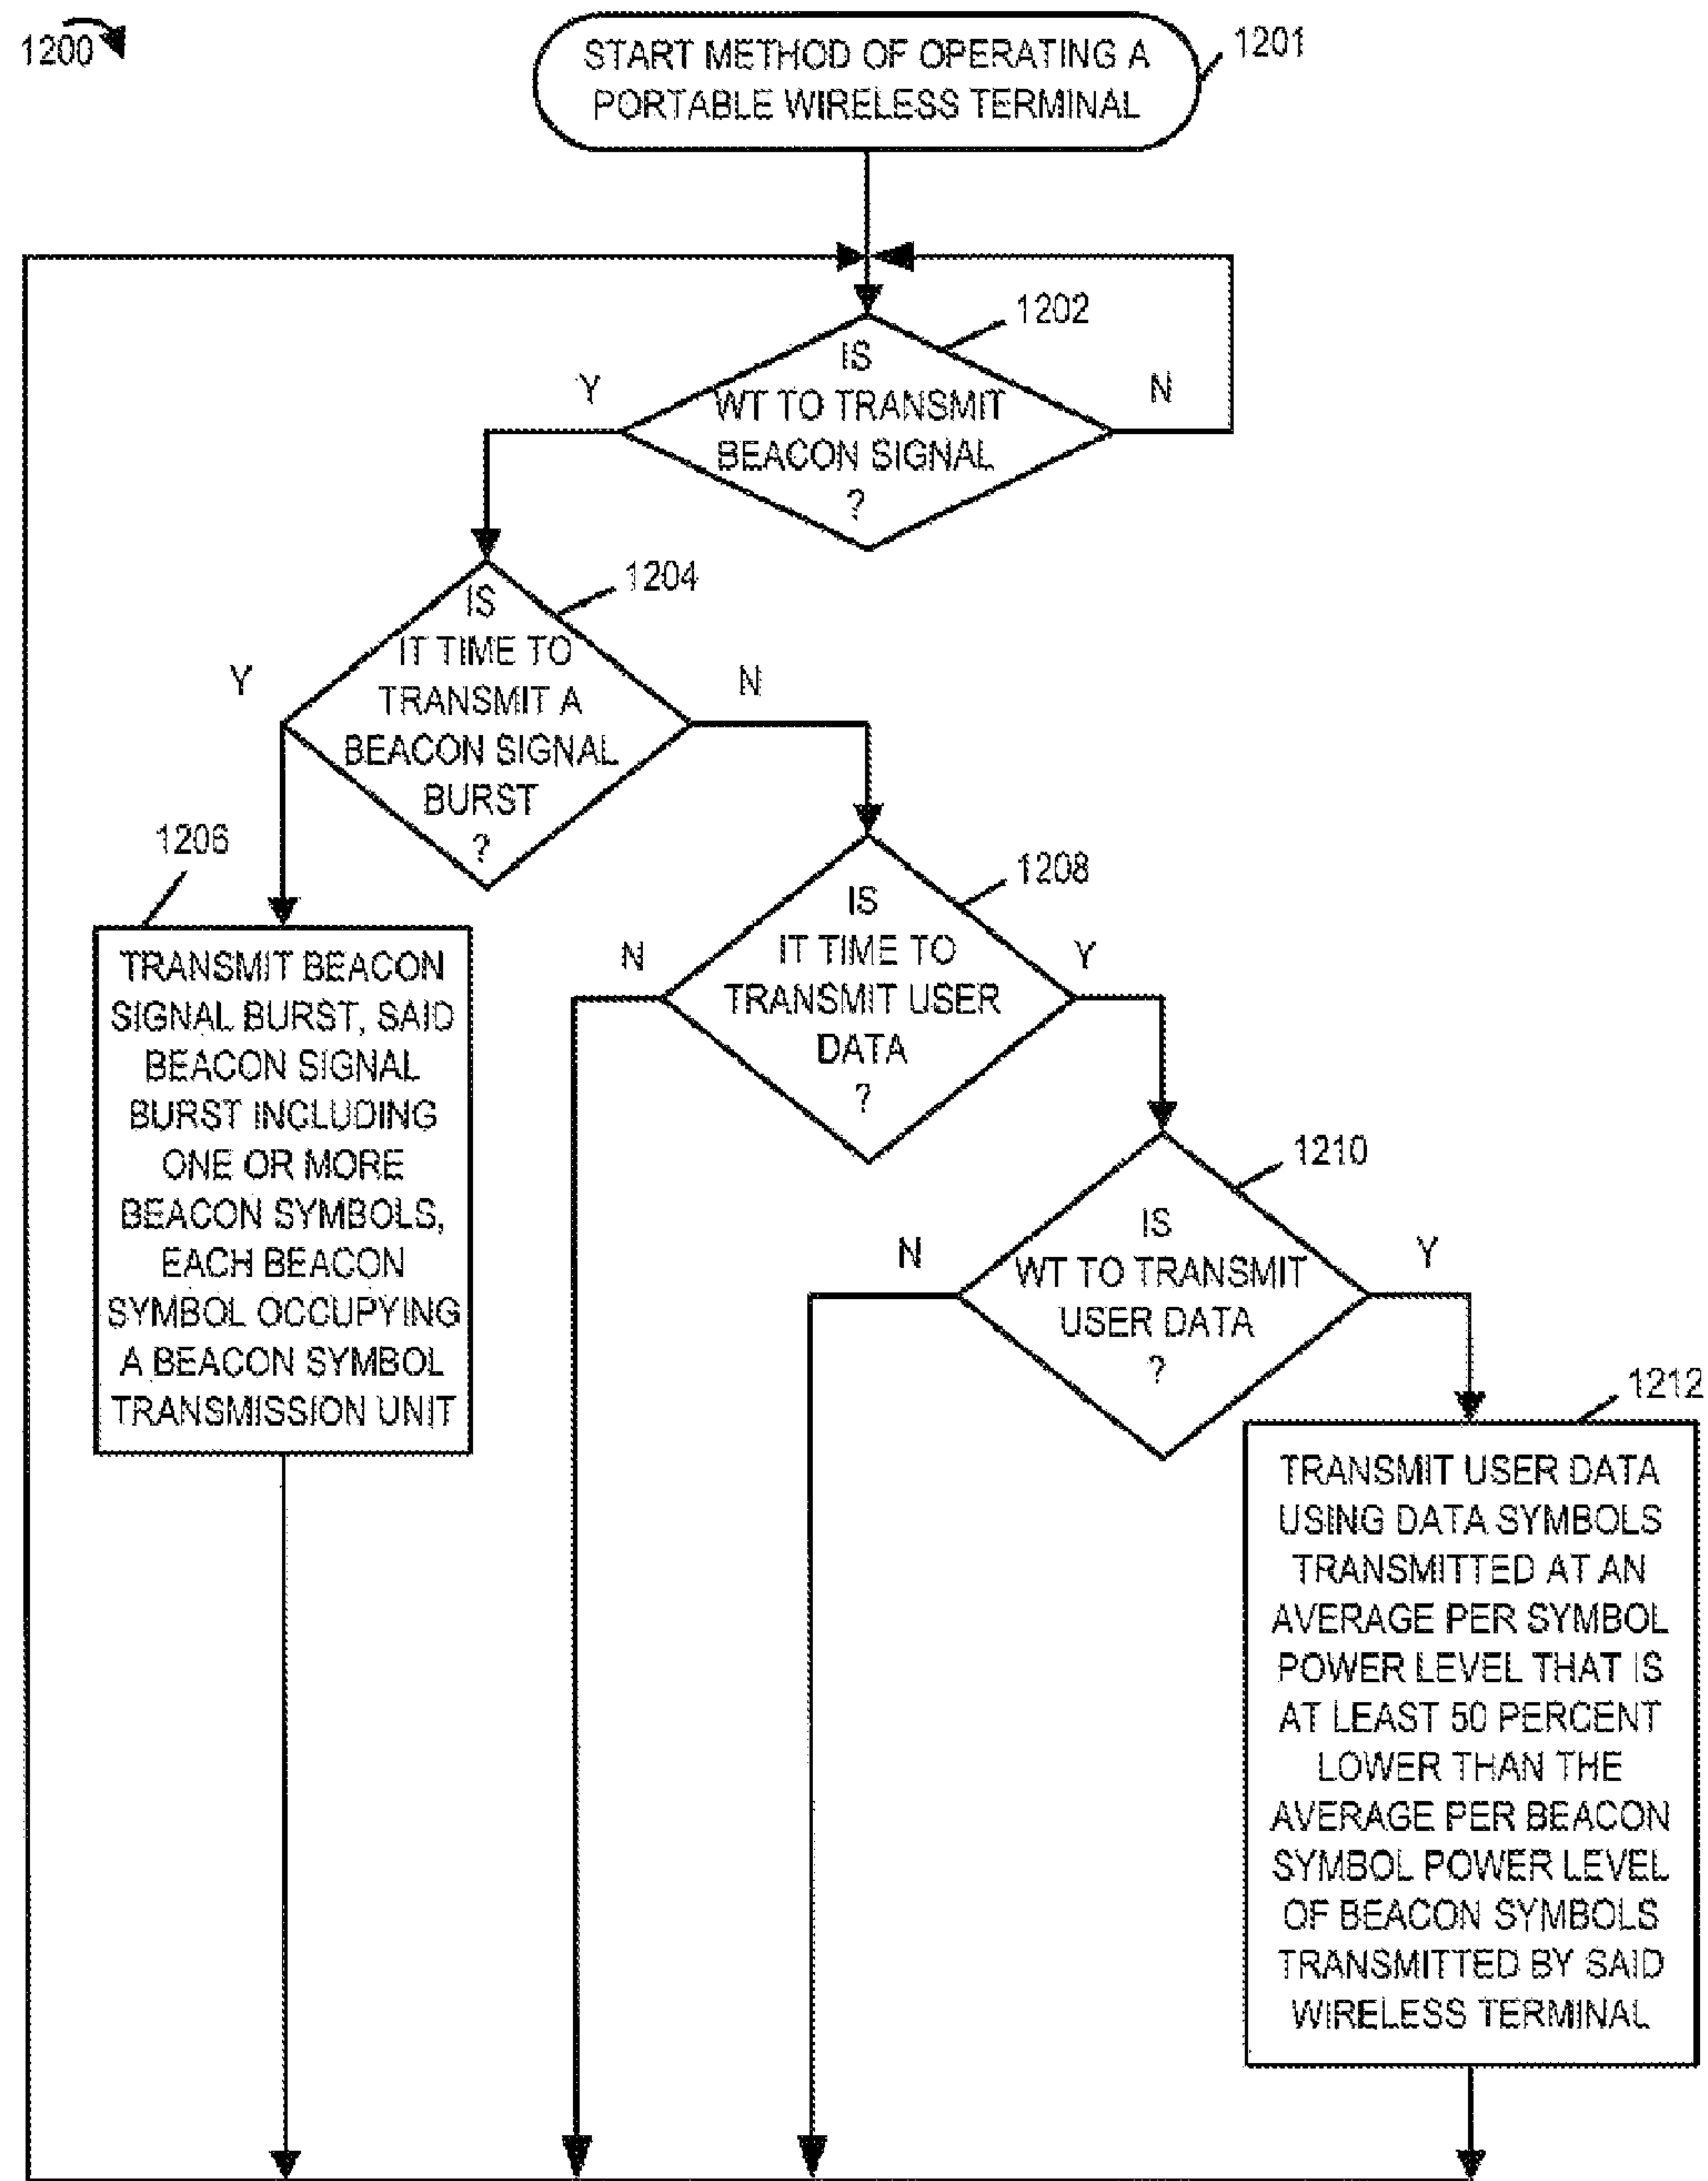 1200
START METHOD OF OPERATING A
PORTABLE WIRELESS TERMINAL
1201
1202
IS
WT TO TRANSMIT
BEACON SIGNAL
?
Y
N
1204
IS
IT TIME TO
TRANSMIT A
BEACON SIGNAL
BURST
?
Y
N
1206
TRANSMIT BEACON
SIGNAL BURST, SAID
BEACON SIGNAL
BURST INCLUDING
ONE OR MORE
BEACON SYMBOLS,
EACH BEACON
SYMBOL OCCUPYING
A BEACON SYMBOL
TRANSMISSION UNIT
1208
IS
IT TIME TO
TRANSMIT USER
DATA
?
N
Y
1210
IS
WT TO TRANSMIT
USER DATA
?
N
Y
1212
TRANSMIT USER DATA
USING DATA SYMBOLS
TRANSMITTED AT AN
AVERAGE PER SYMBOL
POWER LEVEL THAT IS
AT LEAST 50 PERCENT
LOWER THAN THE
AVERAGE PER BEACON
SYMBOL POWER LEVEL
OF BEACON SYMBOLS
TRANSMITTED BY SAID
WIRELESS TERMINAL